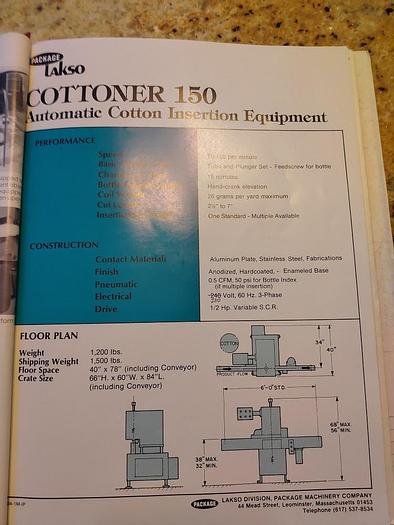 PACKAGE
Lakso
COTTONER 150
Automatic Cotton Insertion Equipment
PERFORMANCE
Speed
To 150 per minute
Tube and Plunger Set - Feedscrew for bottle
15 minutes
Bottle
Hand-crank elevation
Coil
28 grams per yard maximum
Cut
2½" to 7"
One Standard - Multiple Available
CONSTRUCTION
Contact Materials
Aluminum Plate, Stainless Steel, Fabrications
Finish
Anodized, Hardcoated, - Enameled Base
Pneumatic
0.5 CFM, 50 psi for Bottle Index
(if multiple insertion)
Electrical
Volt, 60 Hz. 3-Phase
Drive
1/2 Hp. Variable S.C.R.
FLOOR PLAN
Weight 1,200 lbs.
Shipping Weight 1,500 lbs.
Floor Space 40" x 78" (including Conveyor)
Crate Size 66"H. x 60"W. x 84"L.
(including Conveyor)
COTTON
34"
40"
PRODUCT FLOW
6'-0" STD.
38" MAX.
32" MIN.
68" MAX.
56" MIN.
PACKAGE
LAKSO DIVISION, PACKAGE MACHINERY COMPANY
44 Mead Street, Leominster, Massachusetts 01453
Telephone (617) 537-8534